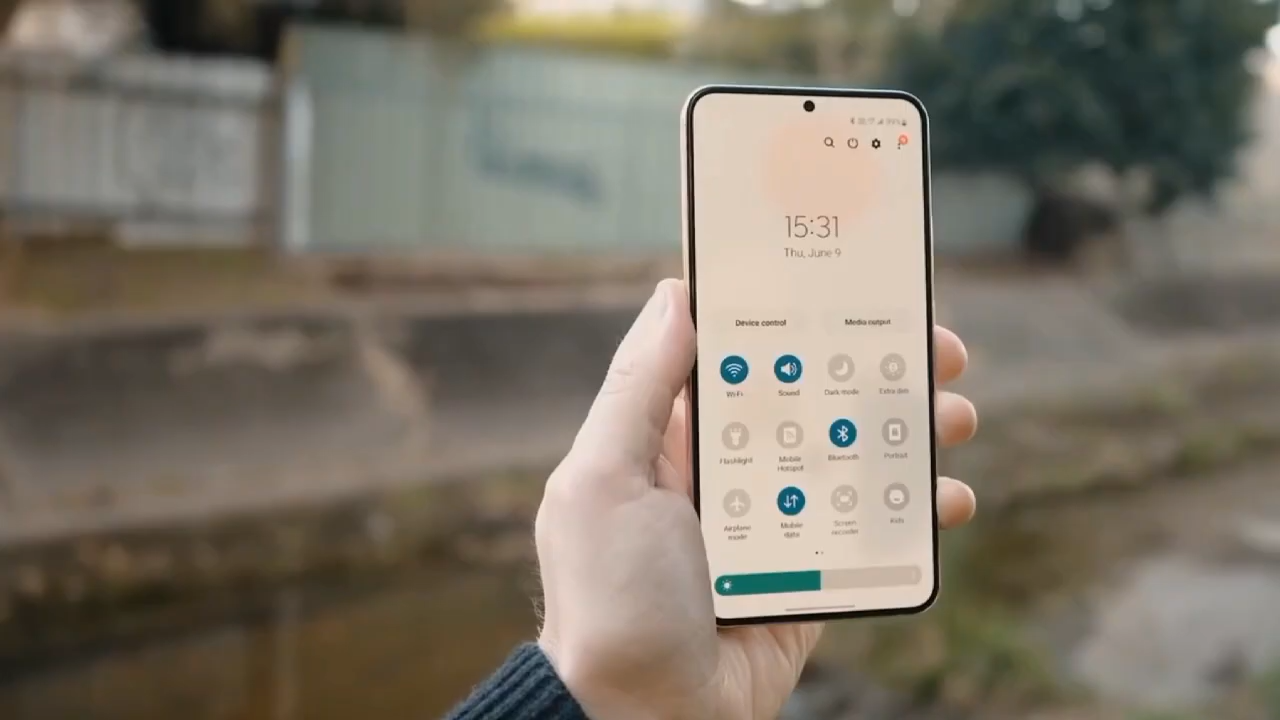 99%
15:31
Thu, June 9
Device control
Media output
Wi-Fi
Sound
Dark mode
Extra dim
Flashlight
Mobile
Hotspot
Bluetooth
Portrait
Airplane
mode
Mobile
data
Screen
recorder
Kids